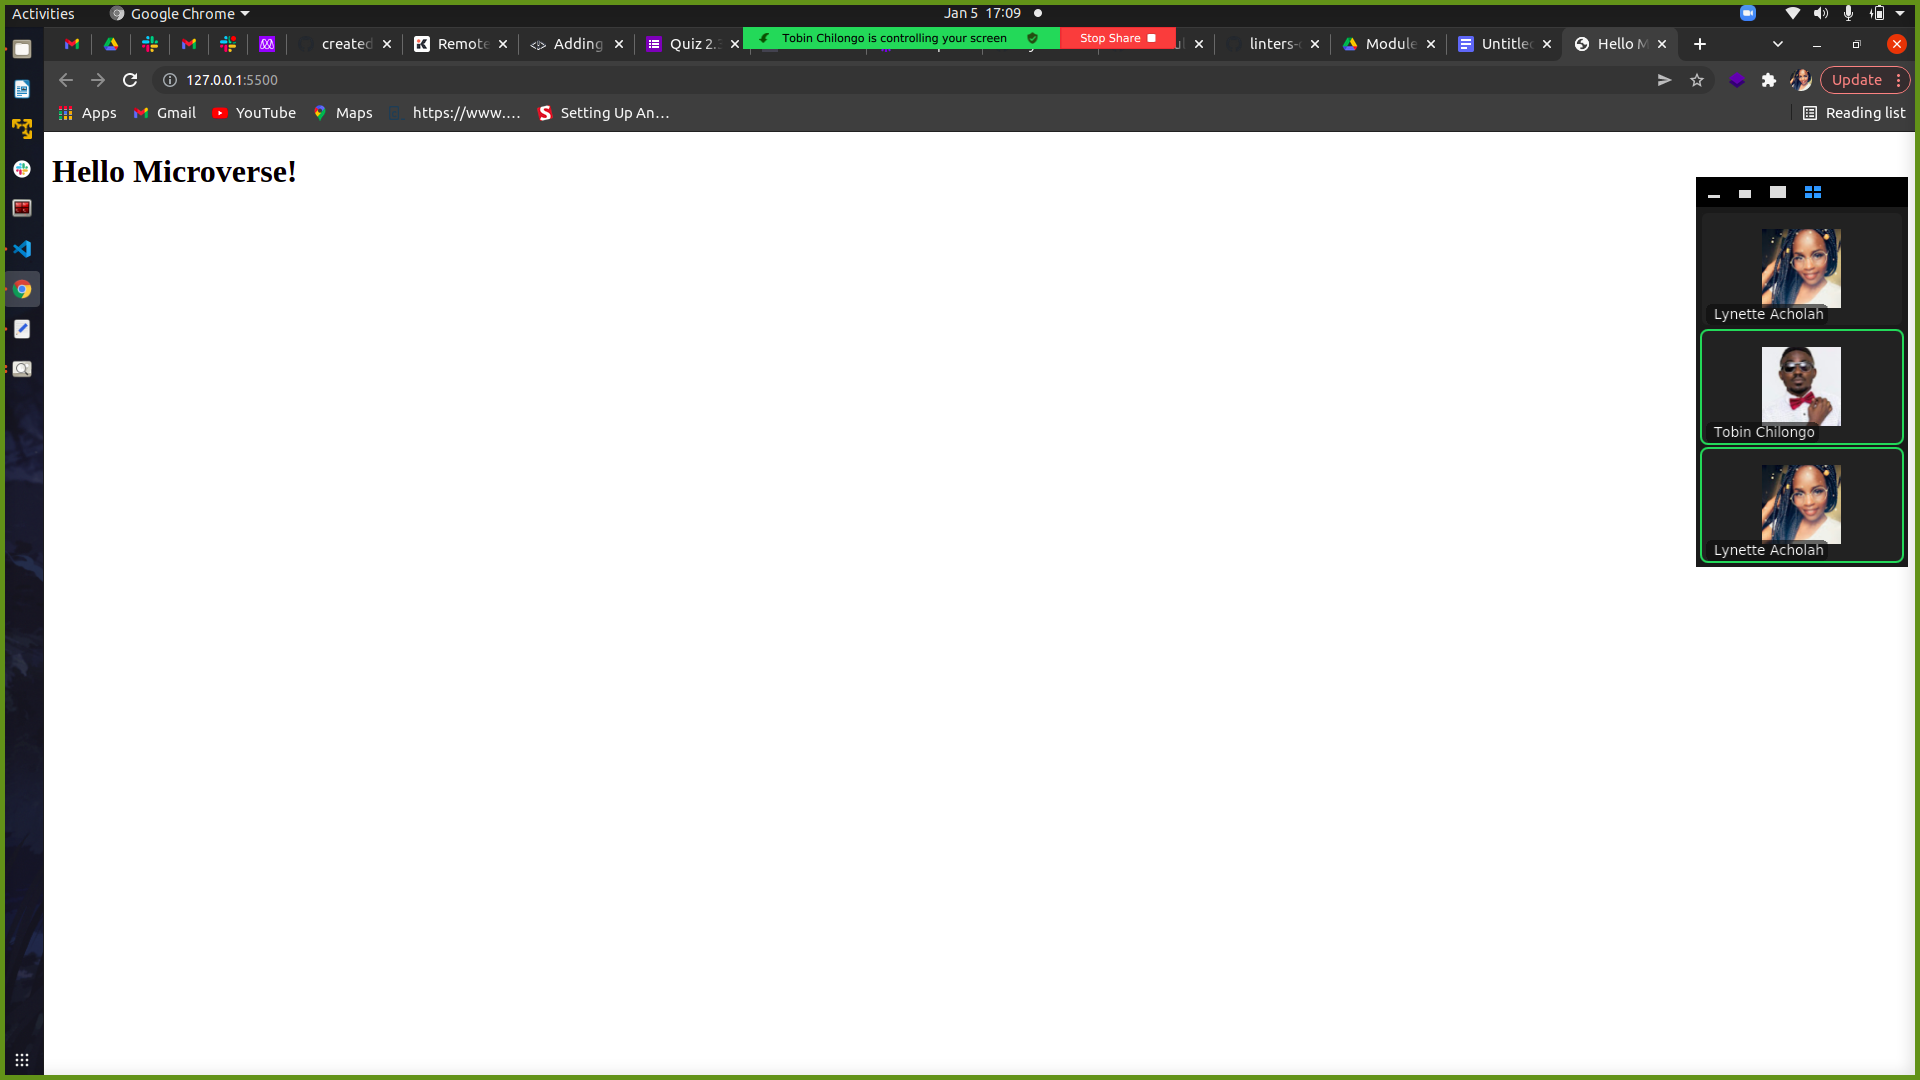 Activities
Google Chrome
Jan 5 17:09
created
Remote
Adding
Quiz 2.
Tobin Chilongo is controlling your screen
Stop Share
linters-
Module
Untitled
Hello M
127.0.0.1:5500
Update
Apps
Gmail
YouTube
Maps
https://www....
Setting Up An...
Reading list
Hello Microverse!
Lynette Acholah
Tobin Chilongo
Lynette Acholah